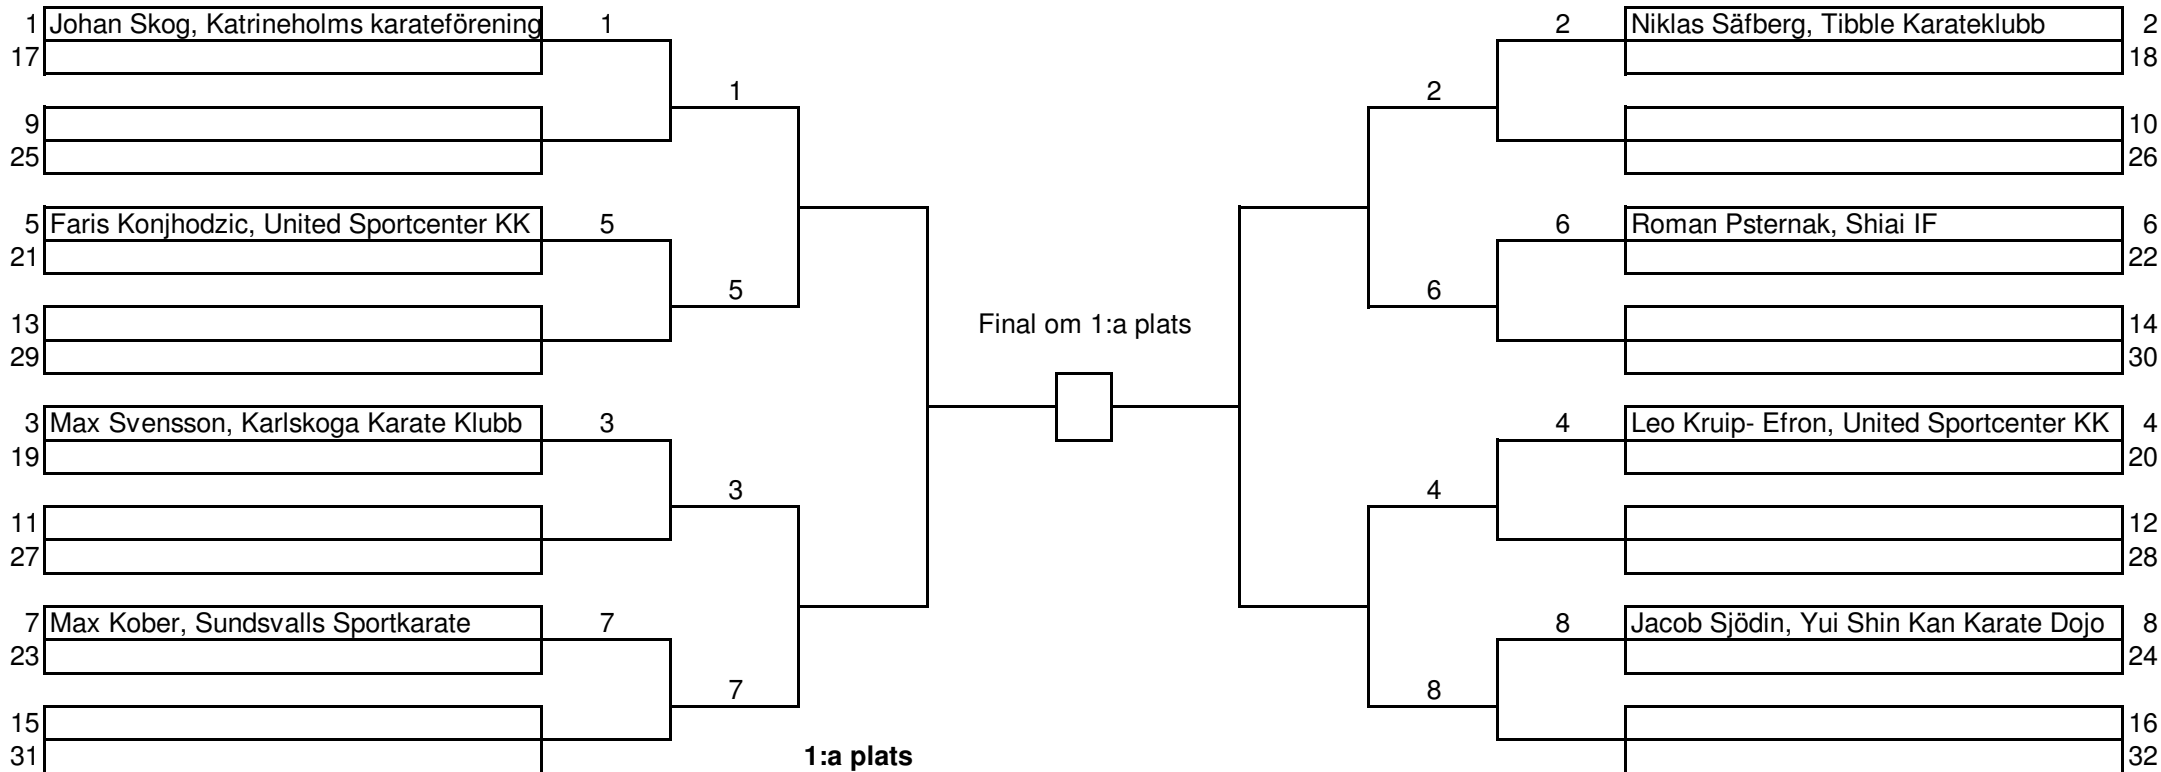 1 Johan Skog, Katrineholms karateförening 1 2 Niklas Säfberg, Tibble Karateklubb 2
17 18
1 2
9 10
25 26
5 Faris Konjhodzic, United Sportcenter KK 5 6 Roman Psternak, Shiai IF 6
21 22
5 6
13 Final om 1:a plats 14
29 30
3 Max Svensson, Karlskoga Karate Klubb 3 4 Leo Kruip- Efron, United Sportcenter KK 4
19 20
3 4
11 12
27 28
7 Max Kober, Sundsvalls Sportkarate 7 8 Jacob Sjödin, Yui Shin Kan Karate Dojo 8
23 24
7 8
15 16
31 1:a plats 32